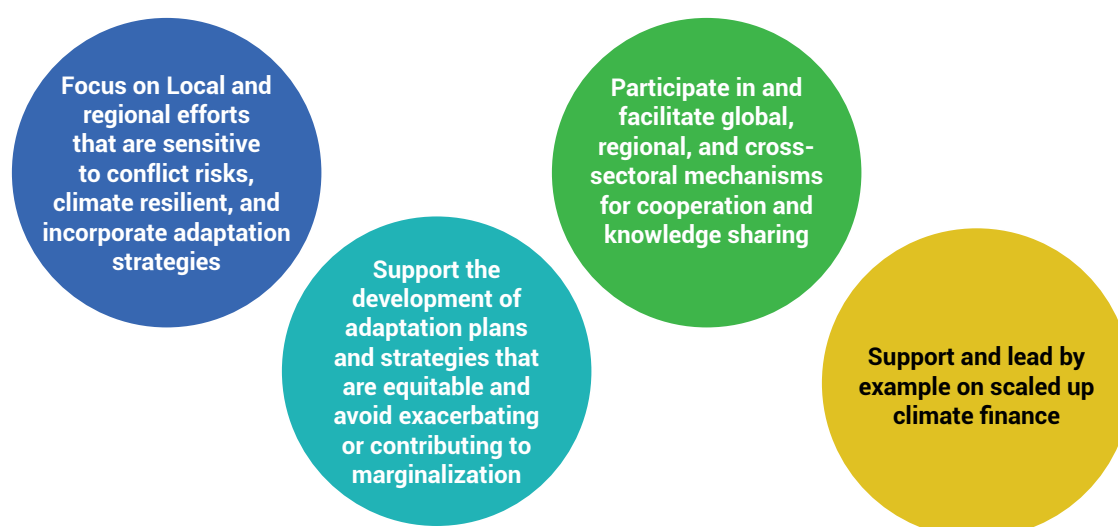 Focus on Local and
regional efforts
that are sensitive
to conflict risks,
climate resilient, and
incorporate adaptation
strategies
Support the
development of
adaptation plans
and strategies that
are equitable and
avoid exacerbating
or contributing to
marginalization
Participate in and
facilitate global,
regional, and cross-
sectoral mechanisms
for cooperation and
knowledge sharing
Support and lead by
example on scaled up
climate finance